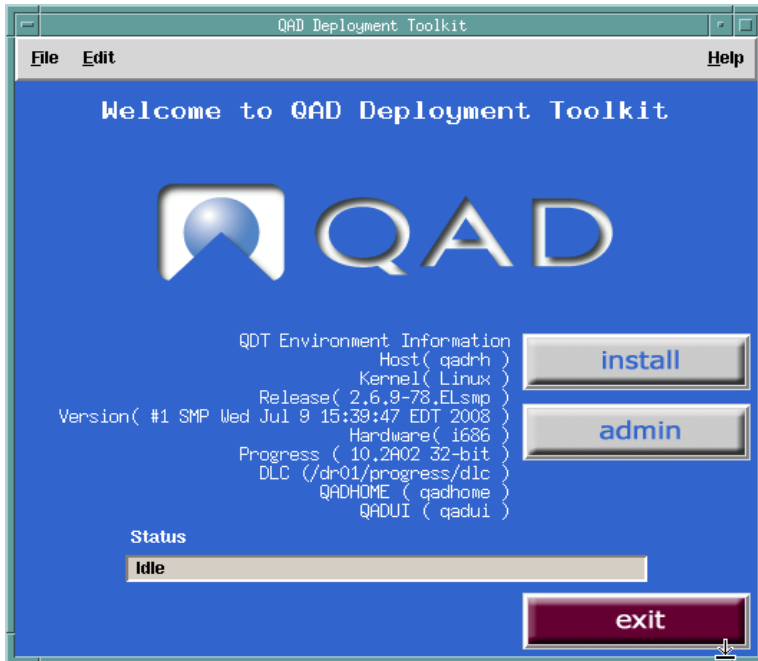 QAD Deployment Toolkit
File Edit Help
Welcome to QAD Deployment Toolkit
QAD
QDT Environment Information
Host( qadrh )
Kernel( Linux )
Release( 2.6.9-78.ELsmp )
Version( #1 SMP Wed Jul 9 15:39:47 EDT 2008 )
Hardware( i686 )
Progress ( 10.2A02 32-bit )
DLC (/dr01/progress/dlc )
QADHOME ( qadhome )
QADUI ( qadui )
install
admin
Status
Idle
exit